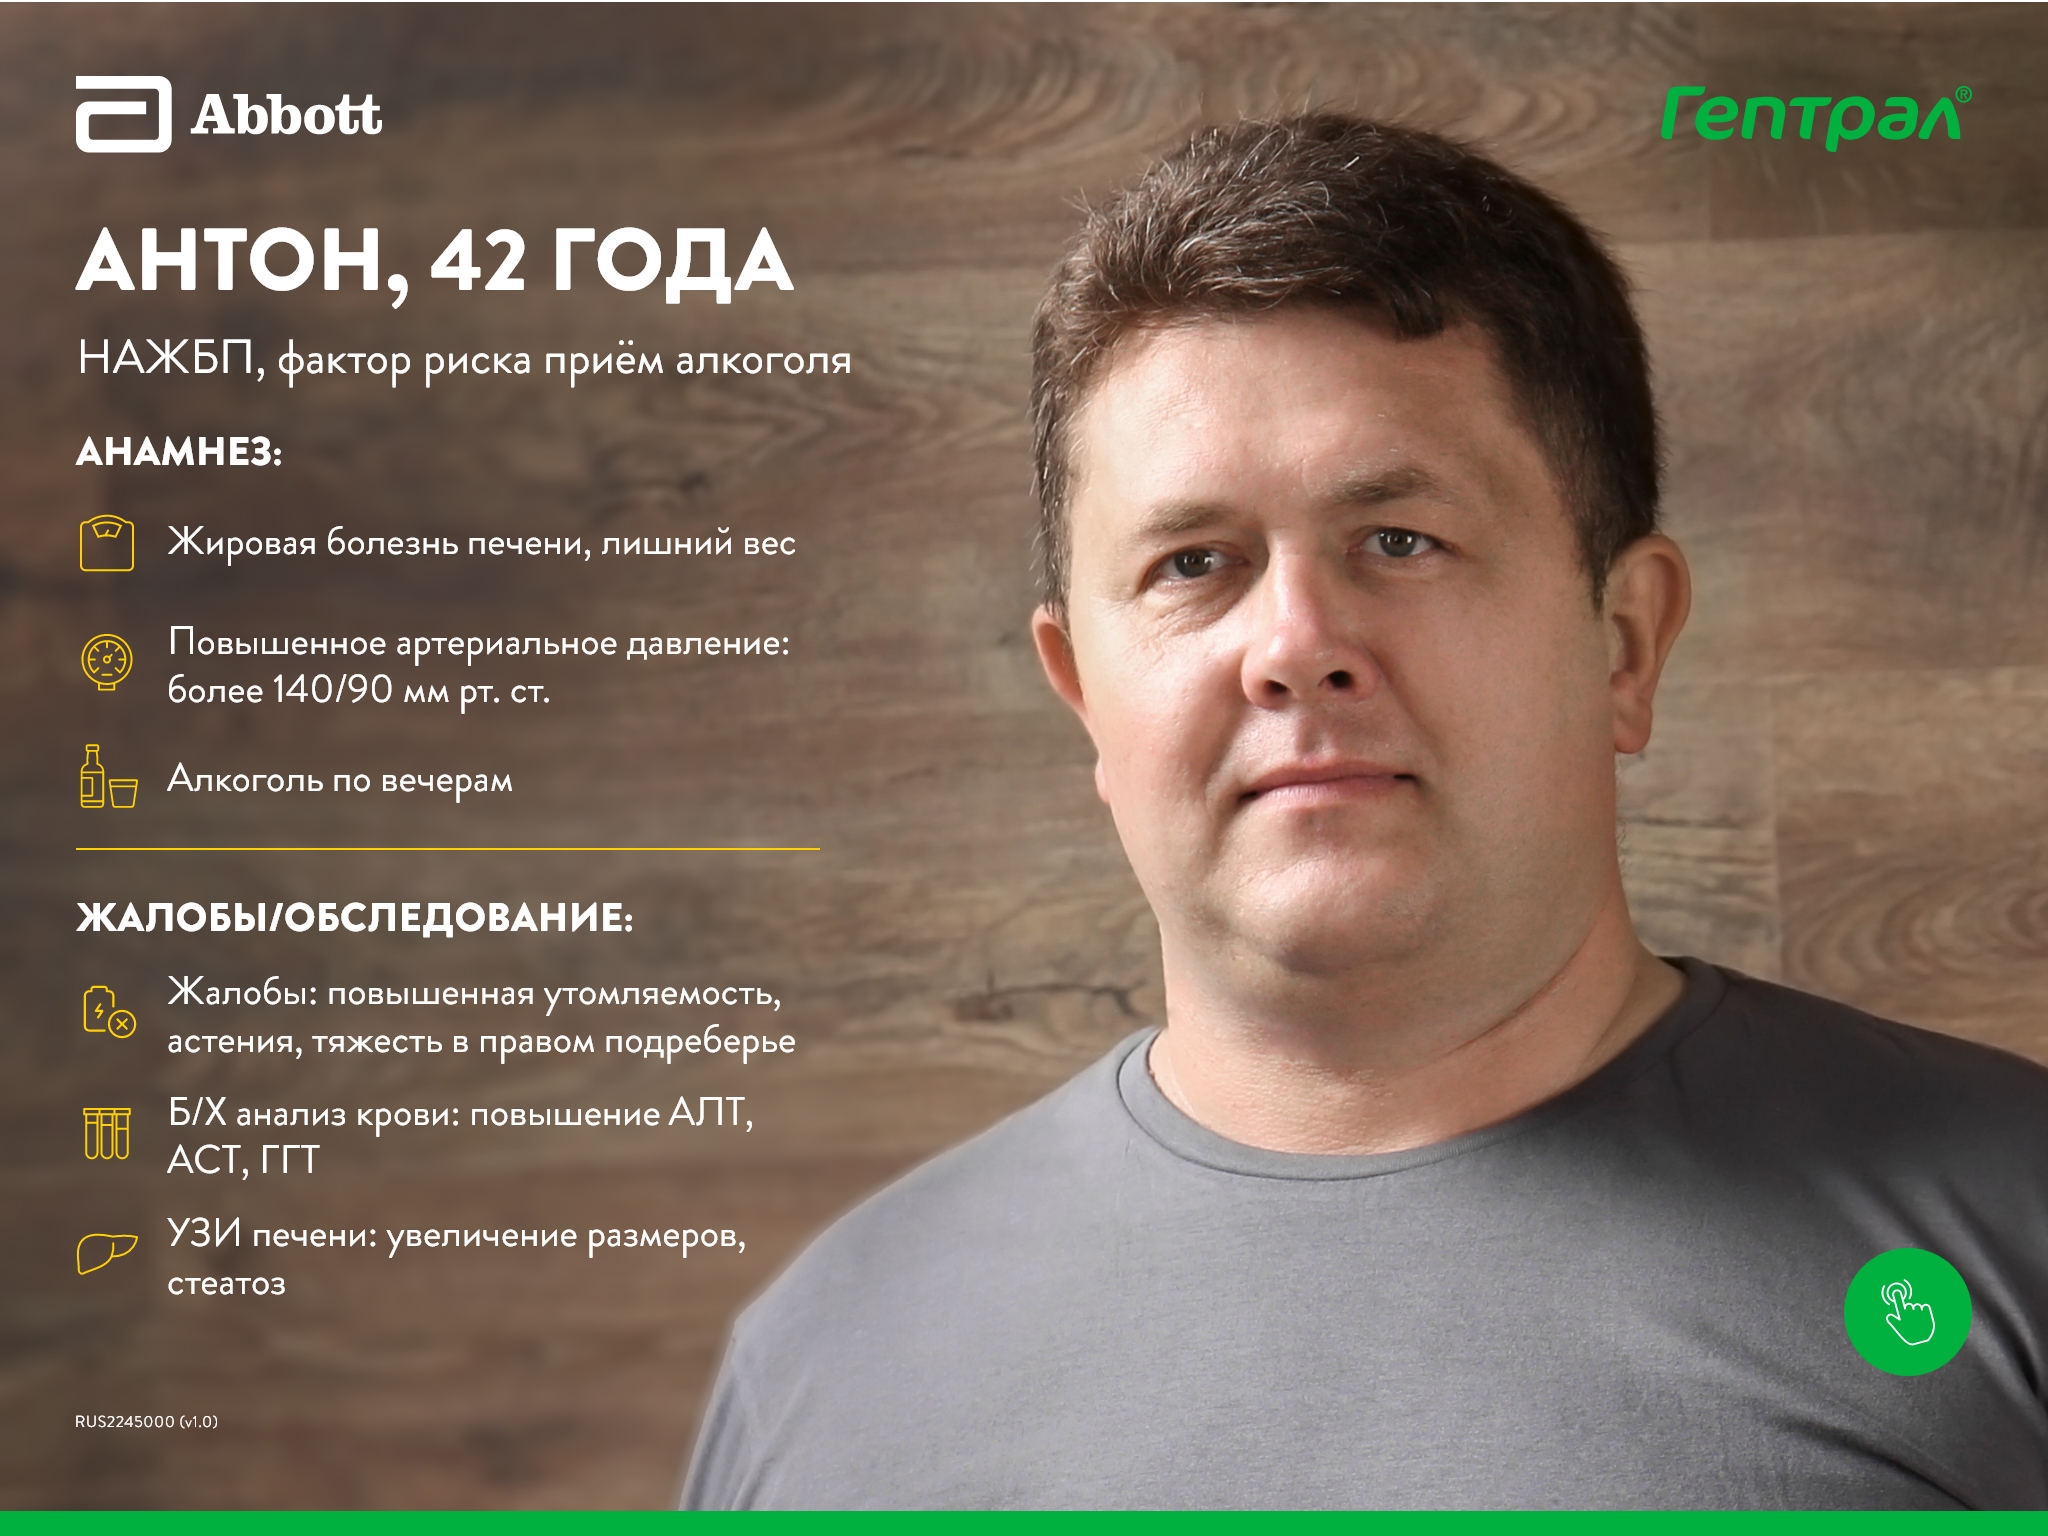 Abbott
Гептрал®
АНТОН, 42 ГОДА
НАЖБП, фактор риска приём алкоголя
АНАМНЕЗ:
Жировая болезнь печени, лишний вес
Повышенное артериальное давление:
более 140/90 мм рт. ст.
Алкоголь по вечерам
ЖАЛОБЫ/ОБСЛЕДОВАНИЕ:
Жалобы: повышенная утомляемость,
астения, тяжесть в правом подреберье
Б/Х анализ крови: повышение АЛТ,
АСТ, ГГТ
УЗИ печени: увеличение размеров,
стеатоз
RUS2245000 (v1.0)